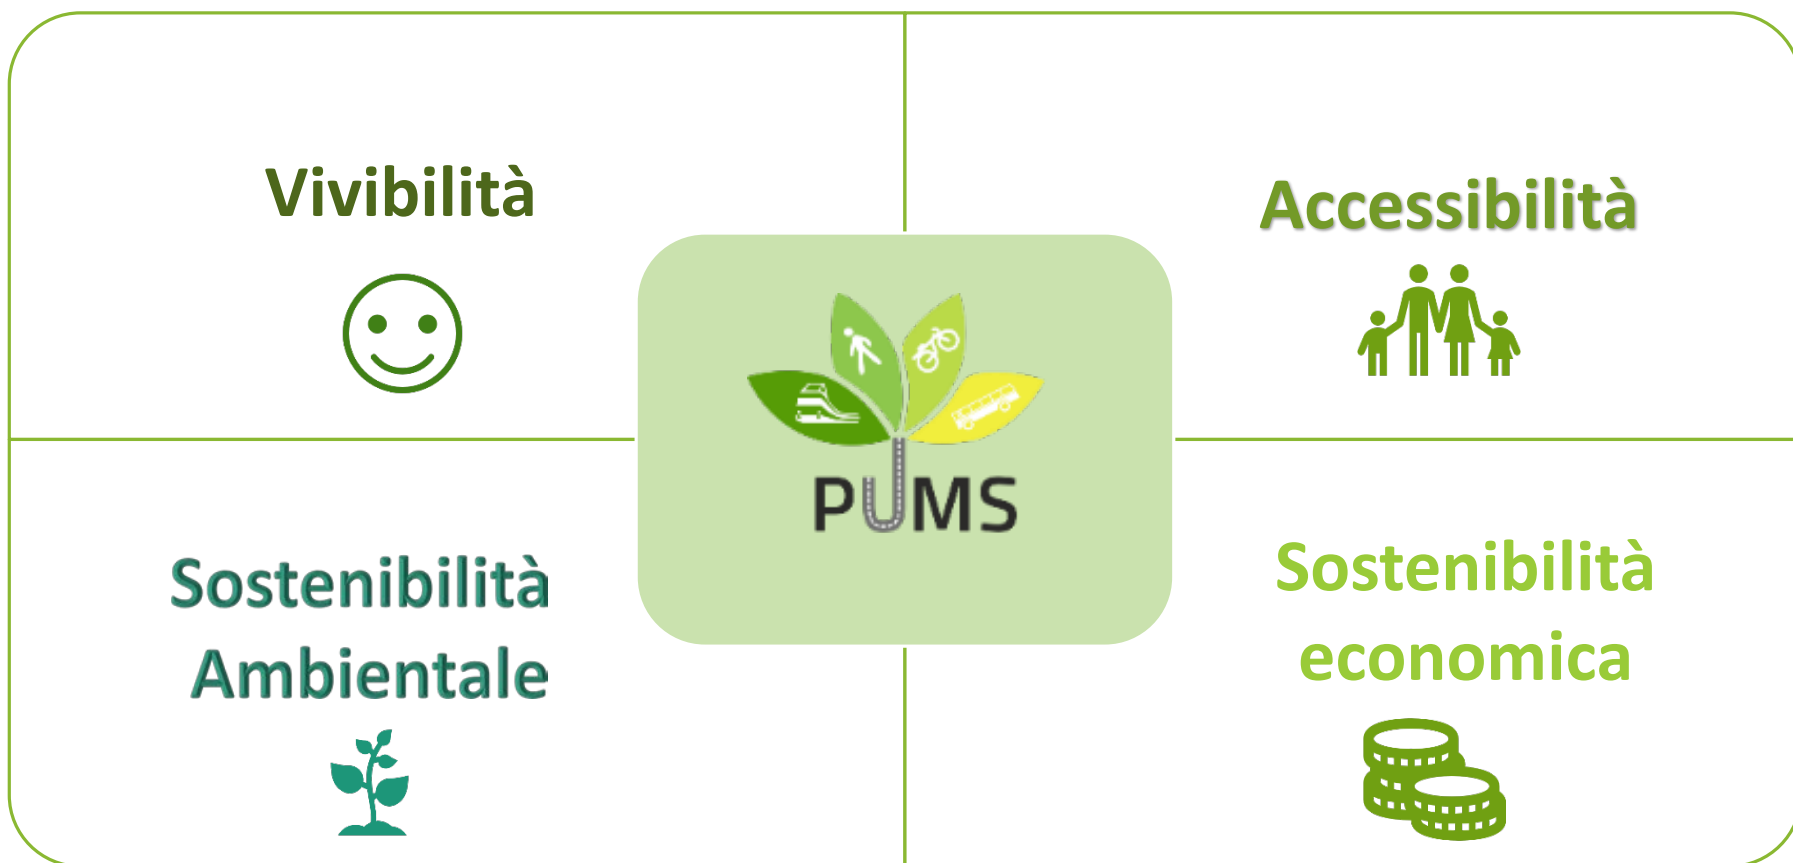 Vivibilità
Accessibilità
PUMS
Sostenibilità
Ambientale
Sostenibilità
economica